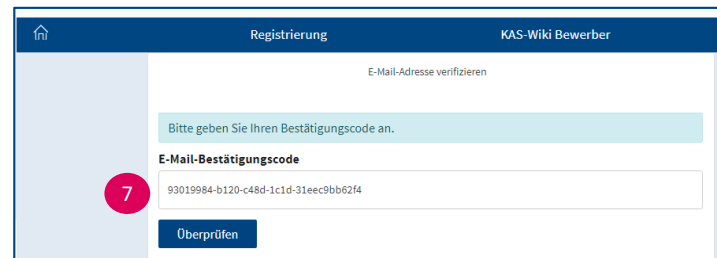 Registrierung KAS-Wiki Bewerber
E-Mail-Adresse verifizieren
Bitte geben Sie Ihren Bestätigungscode an.
E-Mail-Bestätigungscode
7 93019984-b120-c48d-1c1d-31eec9bb62f4
Überprüfen